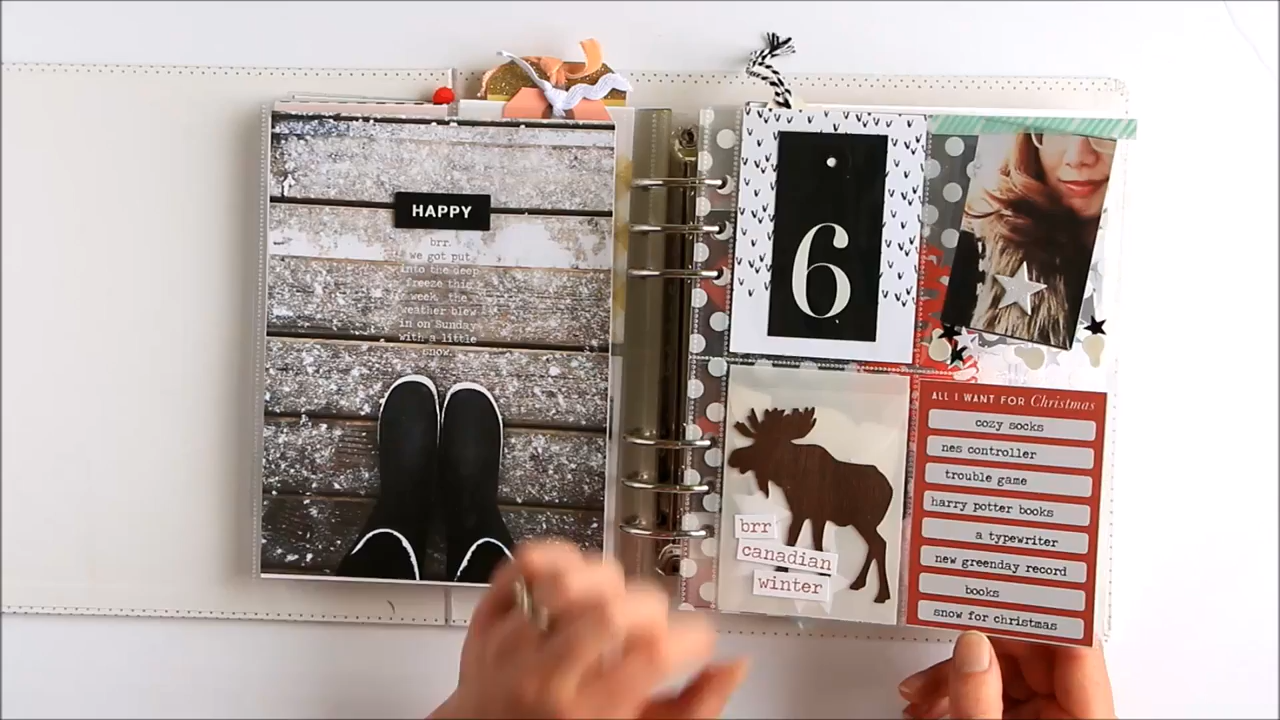 HAPPY
brr.
we got put
into the deep
freeze this
week. the
weather blew
in on Sunday
with a little
snow.
6
brr
canadian
winter
ALL I WANT FOR Christmas
cozy socks
nes controller
trouble game
harry potter books
a typewriter
new greenday record
books
snow for christmas